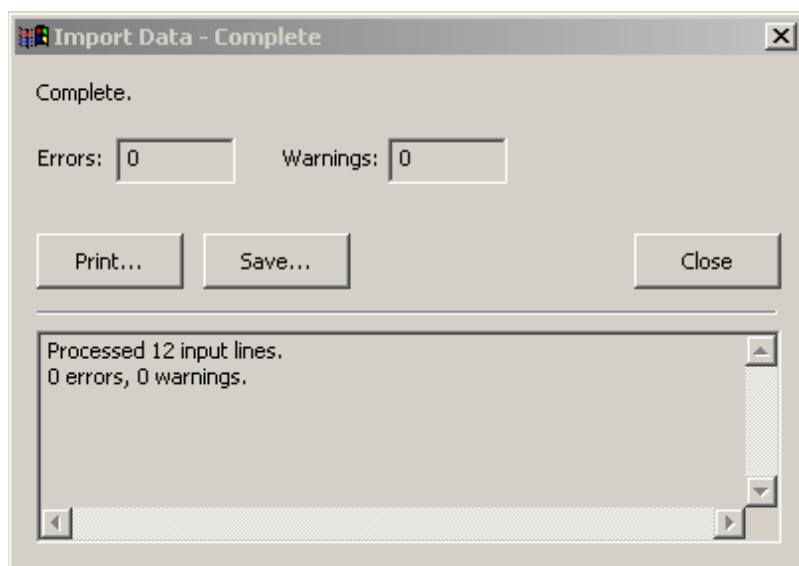 Import Data - Complete
Complete.
Errors: 0 Warnings: 0
Print... Save... Close
Processed 12 input lines.
0 errors, 0 warnings.